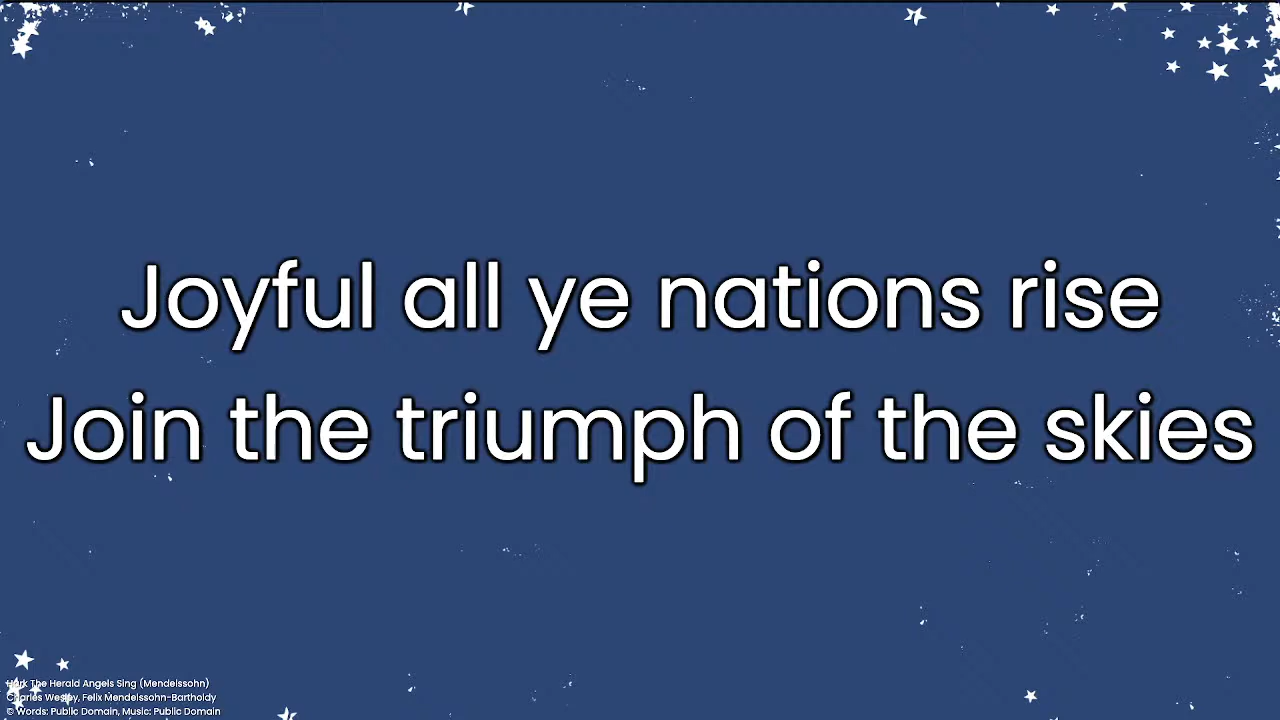 Joyful all ye nations rise
Join the triumph of the skies
Hark The Herald Angels Sing (Mendelssohn)
Charles Wesley, Felix Mendelssohn-Bartholdy
© Words: Public Domain, Music: Public Domain